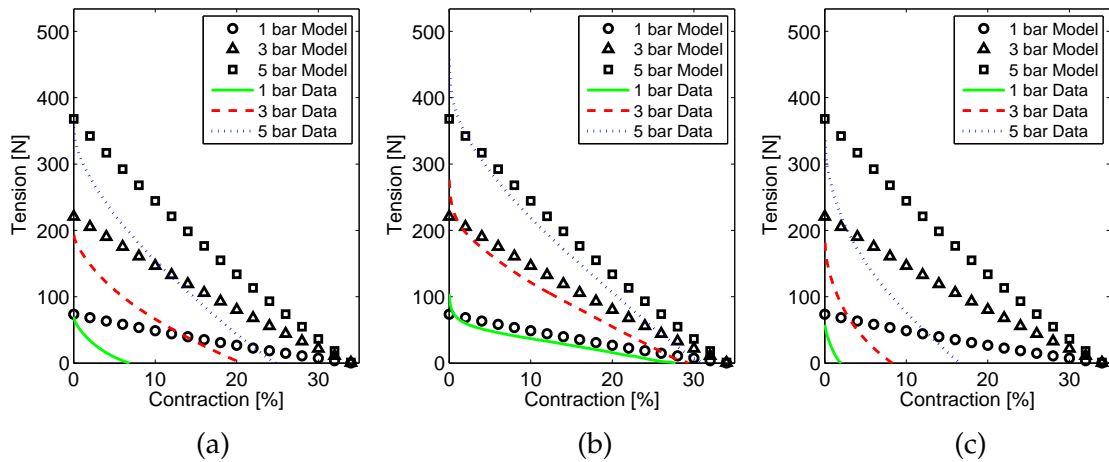 500
400
300
200
100
0
Tension [N]
0 10 20 30
Contraction [%]
1 bar Model
3 bar Model
5 bar Model
1 bar Data
3 bar Data
5 bar Data
(a)
500
400
300
200
100
0
Tension [N]
0 10 20 30
Contraction [%]
1 bar Model
3 bar Model
5 bar Model
1 bar Data
3 bar Data
5 bar Data
(b)
500
400
300
200
100
0
Tension [N]
0 10 20 30
Contraction [%]
1 bar Model
3 bar Model
5 bar Model
1 bar Data
3 bar Data
5 bar Data
(c)